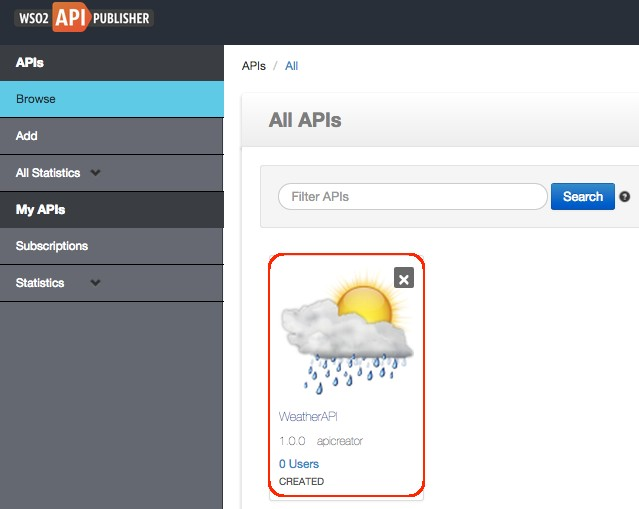 WSO2 API PUBLISHER
APIs
Browse
Add
All Statistics
My APIs
Subscriptions
Statistics
APIs / All
All APIs
Filter APIs
Search
?
WeatherAPI
1.0.0 apicreator
0 Users
CREATED